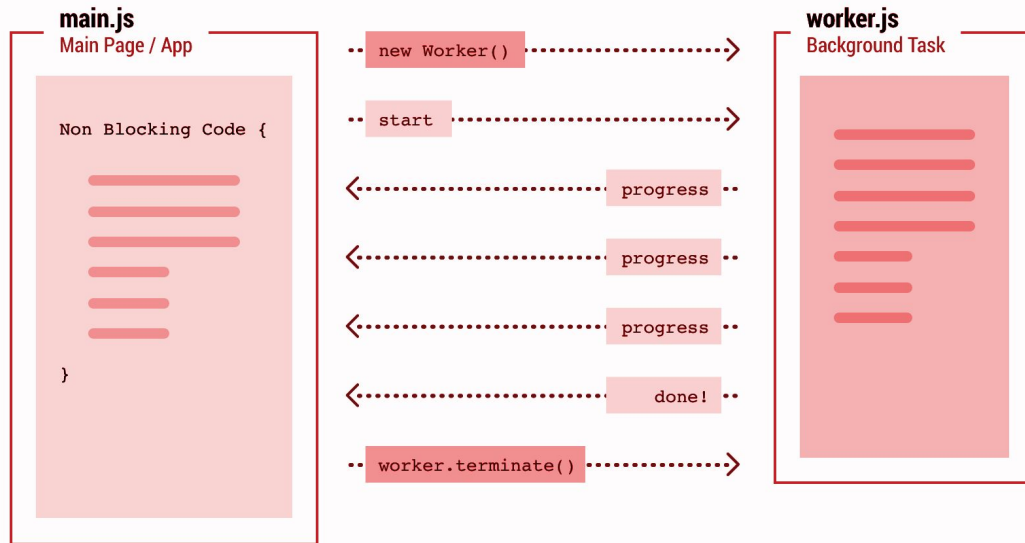 main.js
Main Page / App
Non Blocking Code {
}
new Worker()
start
progress
progress
progress
done!
worker.terminate()
worker.js
Background Task